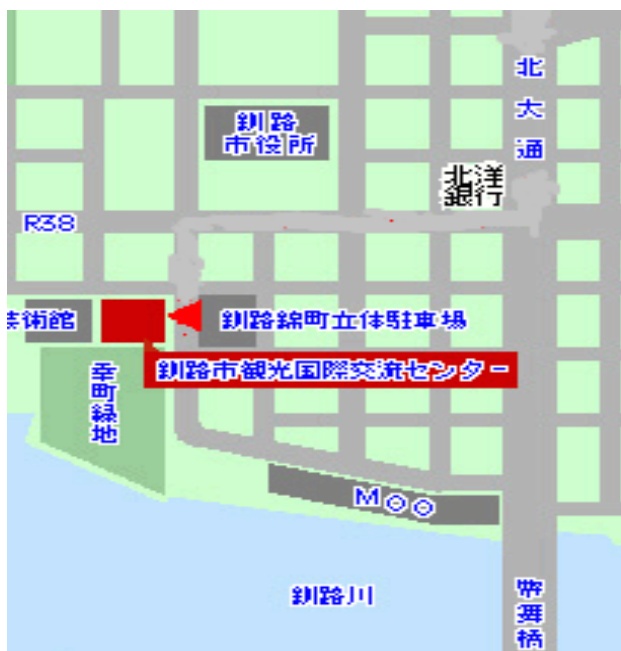 北大通
釧路
市役所
北洋
銀行
R38
芸術館
釧路錦町立体駐車場
釧路市観光国際交流センター
幸町緑地
M◎◎
釧路川
幣舞橋